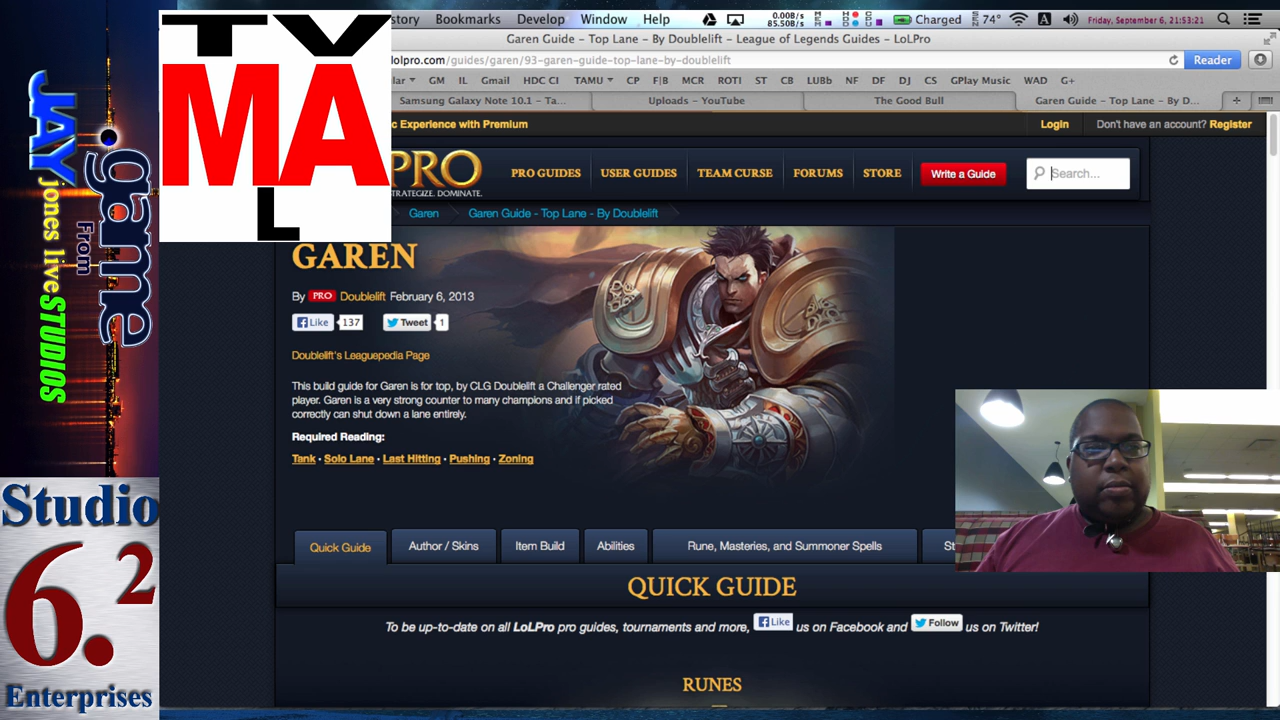 story Bookmarks Develop Window Help 0.00B/s 85.50B/s Charged 74° Friday, September 6, 21:53:21
Garen Guide – Top Lane – By Doublelift – League of Legends Guides – LoLPro
lolpro.com/guides/garen/93-garen-guide-top-lane-by-doublelift Reader
lar GM IL Gmail HDC CI TAMU CP F|B MCR ROTI ST CB LUBb NF DF DJ CS GPlay Music WAD G+
Samsung Galaxy Note 10.1 – Ta... Uploads – YouTube The Good Bull Garen Guide – Top Lane – By D...
TV
MA
L
JAY
jones live
STUDIOS
From
.game
Studio
6.2
Enterprises
c Experience with Premium Login Don't have an account? Register
PRO
STRATEGIZE. DOMINATE.
PRO GUIDES USER GUIDES TEAM CURSE FORUMS STORE Write a Guide Search...
Garen Garen Guide - Top Lane - By Doublelift
GAREN
By PRO Doublelift February 6, 2013
Like 137 Tweet 1
Doublelift's Leaguepedia Page
This build guide for Garen is for top, by CLG Doublelift a Challenger rated
player. Garen is a very strong counter to many champions and if picked
correctly can shut down a lane entirely.
Required Reading:
Tank • Solo Lane • Last Hitting • Pushing • Zoning
Quick Guide Author / Skins Item Build Abilities Rune, Masteries, and Summoner Spells St
QUICK GUIDE
To be up-to-date on all LoLPro pro guides, tournaments and more, Like us on Facebook and Follow us on Twitter!
RUNES